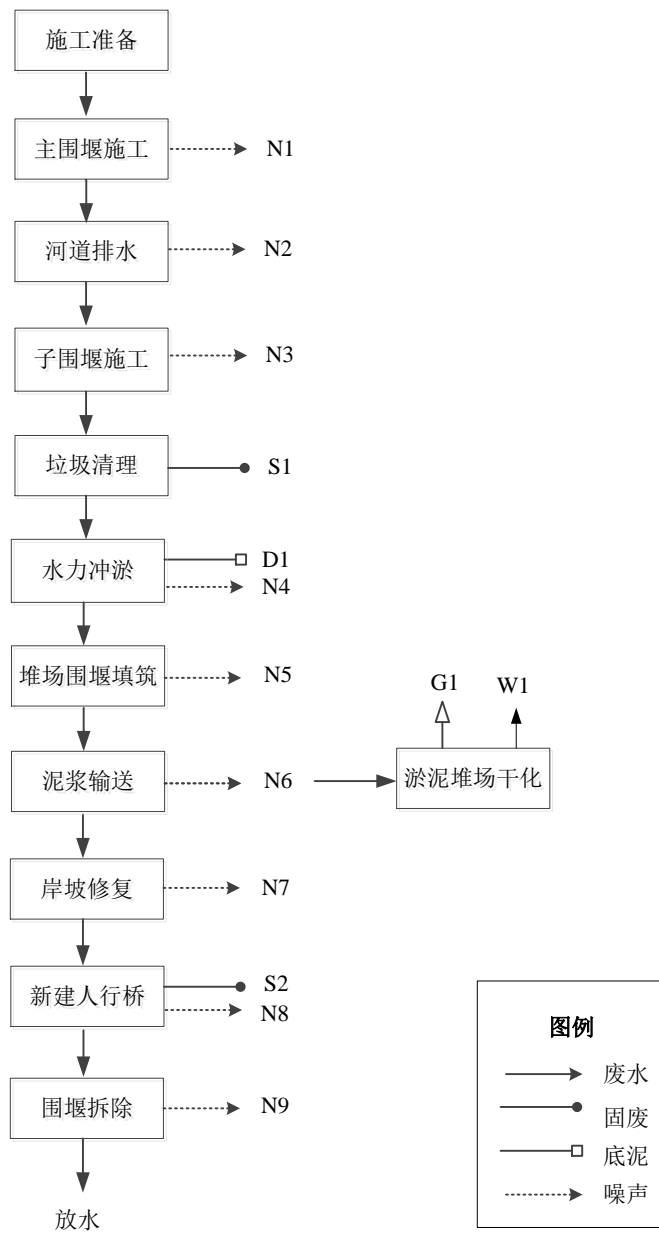 施工准备
主围堰施工
N1
河道排水
N2
子围堰施工
N3
垃圾清理
S1
水力冲淤
D1
N4
堆场围堰填筑
N5
G1
W1
泥浆输送
N6
淤泥堆场干化
岸坡修复
N7
新建人行桥
S2
N8
围堰拆除
N9
放水
图例
废水
固废
底泥
噪声